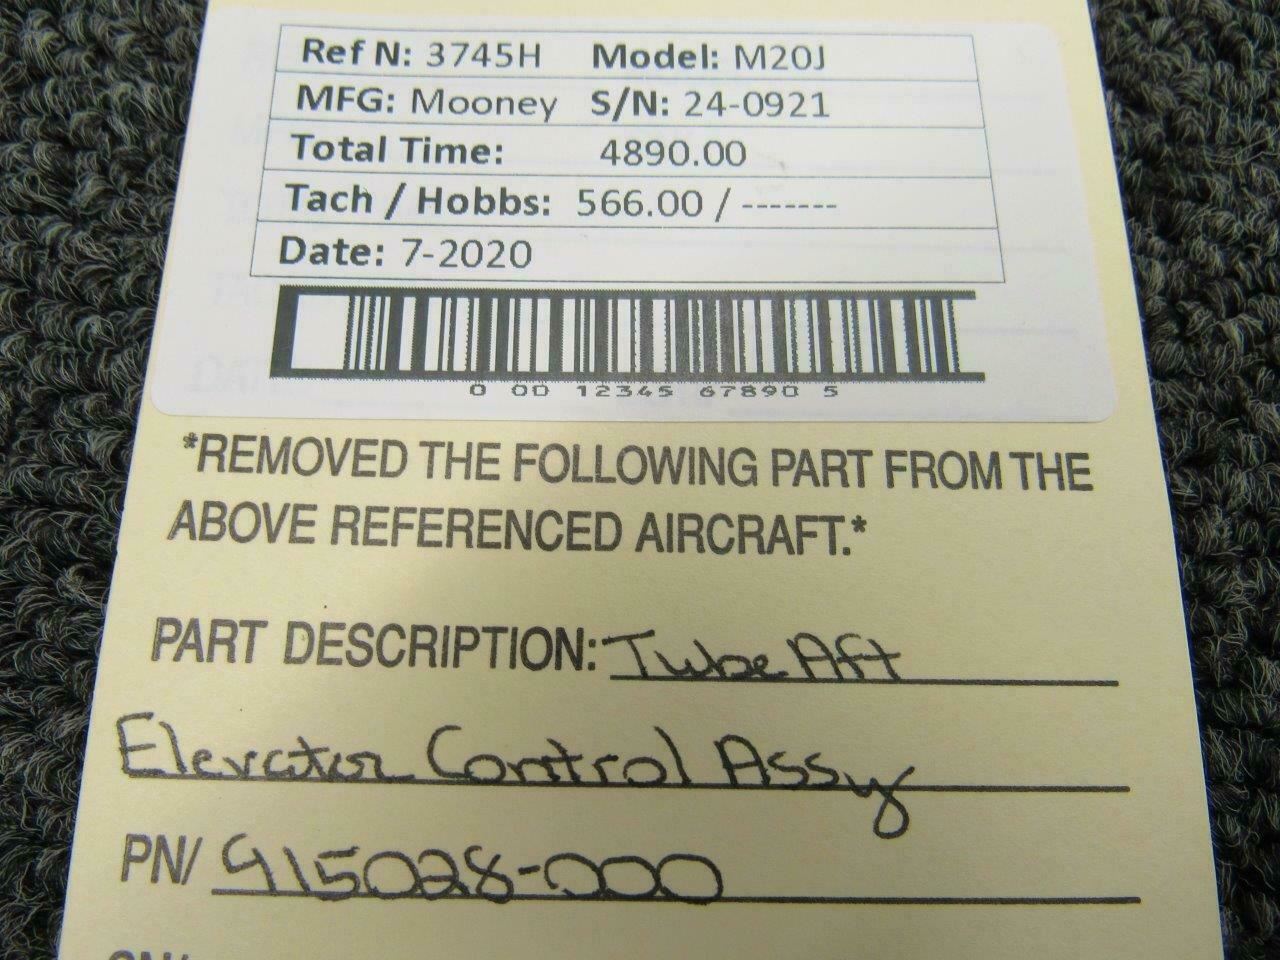 Ref N: 3745H Model: M20J
MFG: Mooney S/N: 24-0921
Total Time: 4890.00
Tach / Hobbs: 566.00 / -------
Date: 7-2020
0 00 12345 67890 5
*REMOVED THE FOLLOWING PART FROM THE
ABOVE REFERENCED AIRCRAFT.*
PART DESCRIPTION: Tube Aft
Elevator Control Assy
PN/ 915028-000